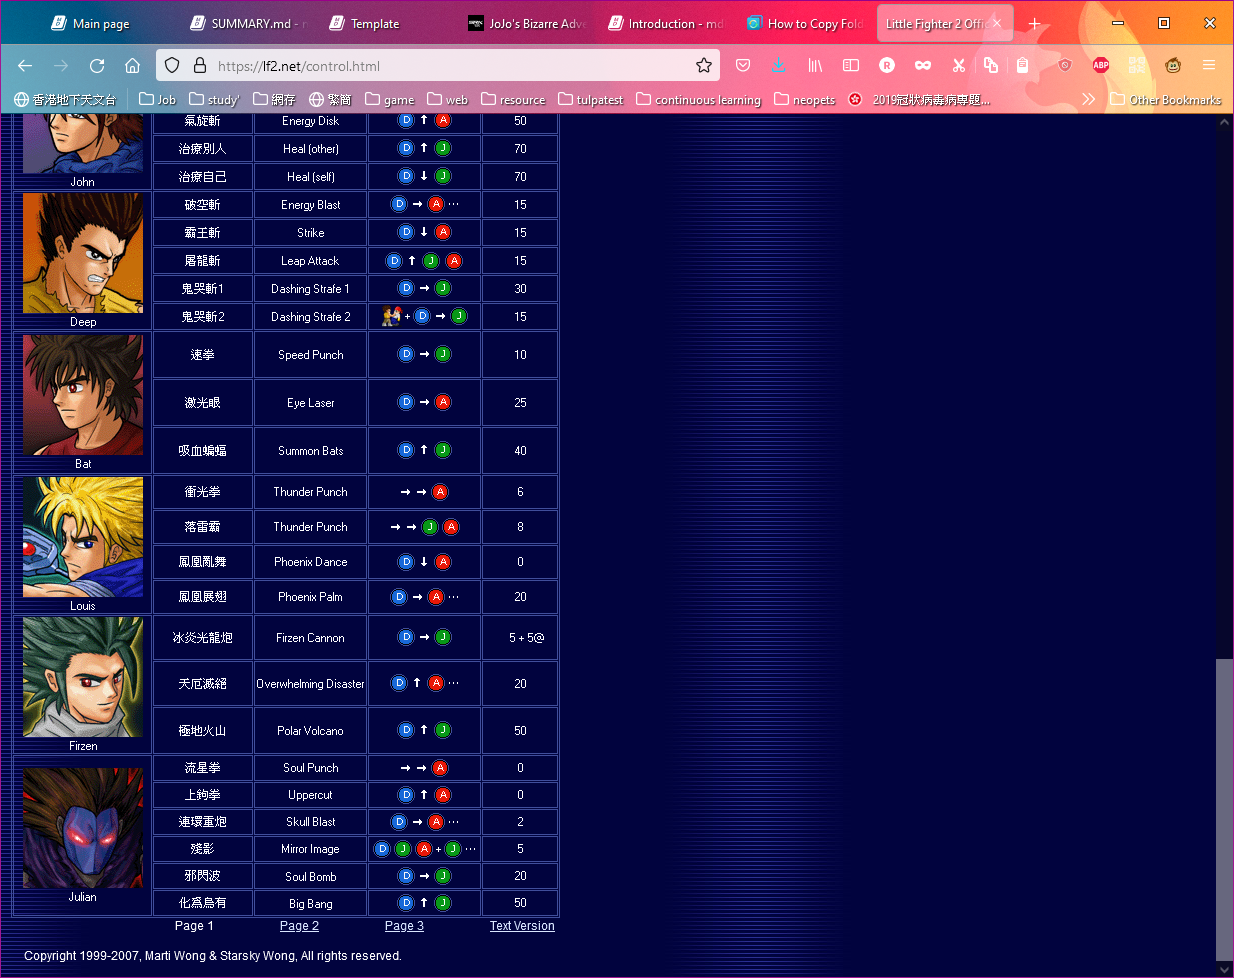 Main page SUMMARY.md - Template JoJo's Bizarre Adve Introduction - md How to Copy Fold Little Fighter 2 Offic
https://lf2.net/control.html
香港地下天文台 Job study' 網存 繁簡 game web resource tulpatest continuous learning neopets 2019冠狀病毒病專題... Other Bookmarks
氣旋斬 Energy Disk D ↑ A 50
治療別人 Heal (other) D ↑ J 70
治療自己 Heal (self) D ↓ J 70
John
破空斬 Energy Blast D → A ... 15
霸王斬 Strike D ↓ A 15
屠龍斬 Leap Attack D ↑ J A 15
鬼哭斬1 Dashing Strafe 1 D → J 30
鬼哭斬2 Dashing Strafe 2 + D → J 15
Deep
速拳 Speed Punch D → J 10
激光眼 Eye Laser D → A 25
吸血蝙蝠 Summon Bats D ↑ J 40
Bat
衝光拳 Thunder Punch → → A 6
落雷霸 Thunder Punch → → J A 8
鳳凰亂舞 Phoenix Dance D ↓ A 0
鳳凰展翅 Phoenix Palm D → A ... 20
Louis
冰炎光龍炮 Firzen Cannon D → J 5 + 5@
天厄滅絕 Overwhelming Disaster D ↑ A ... 20
極地火山 Polar Volcano D ↑ J 50
Firzen
流星拳 Soul Punch → → A 0
上鉤拳 Uppercut D ↑ A 0
連環重炮 Skull Blast D → A ... 2
殘影 Mirror Image D J A + J ... 5
邪閃波 Soul Bomb D → J 20
化爲烏有 Big Bang D ↑ J 50
Julian
Page 1 Page 2 Page 3 Text Version
Copyright 1999-2007, Marti Wong & Starsky Wong, All rights reserved.